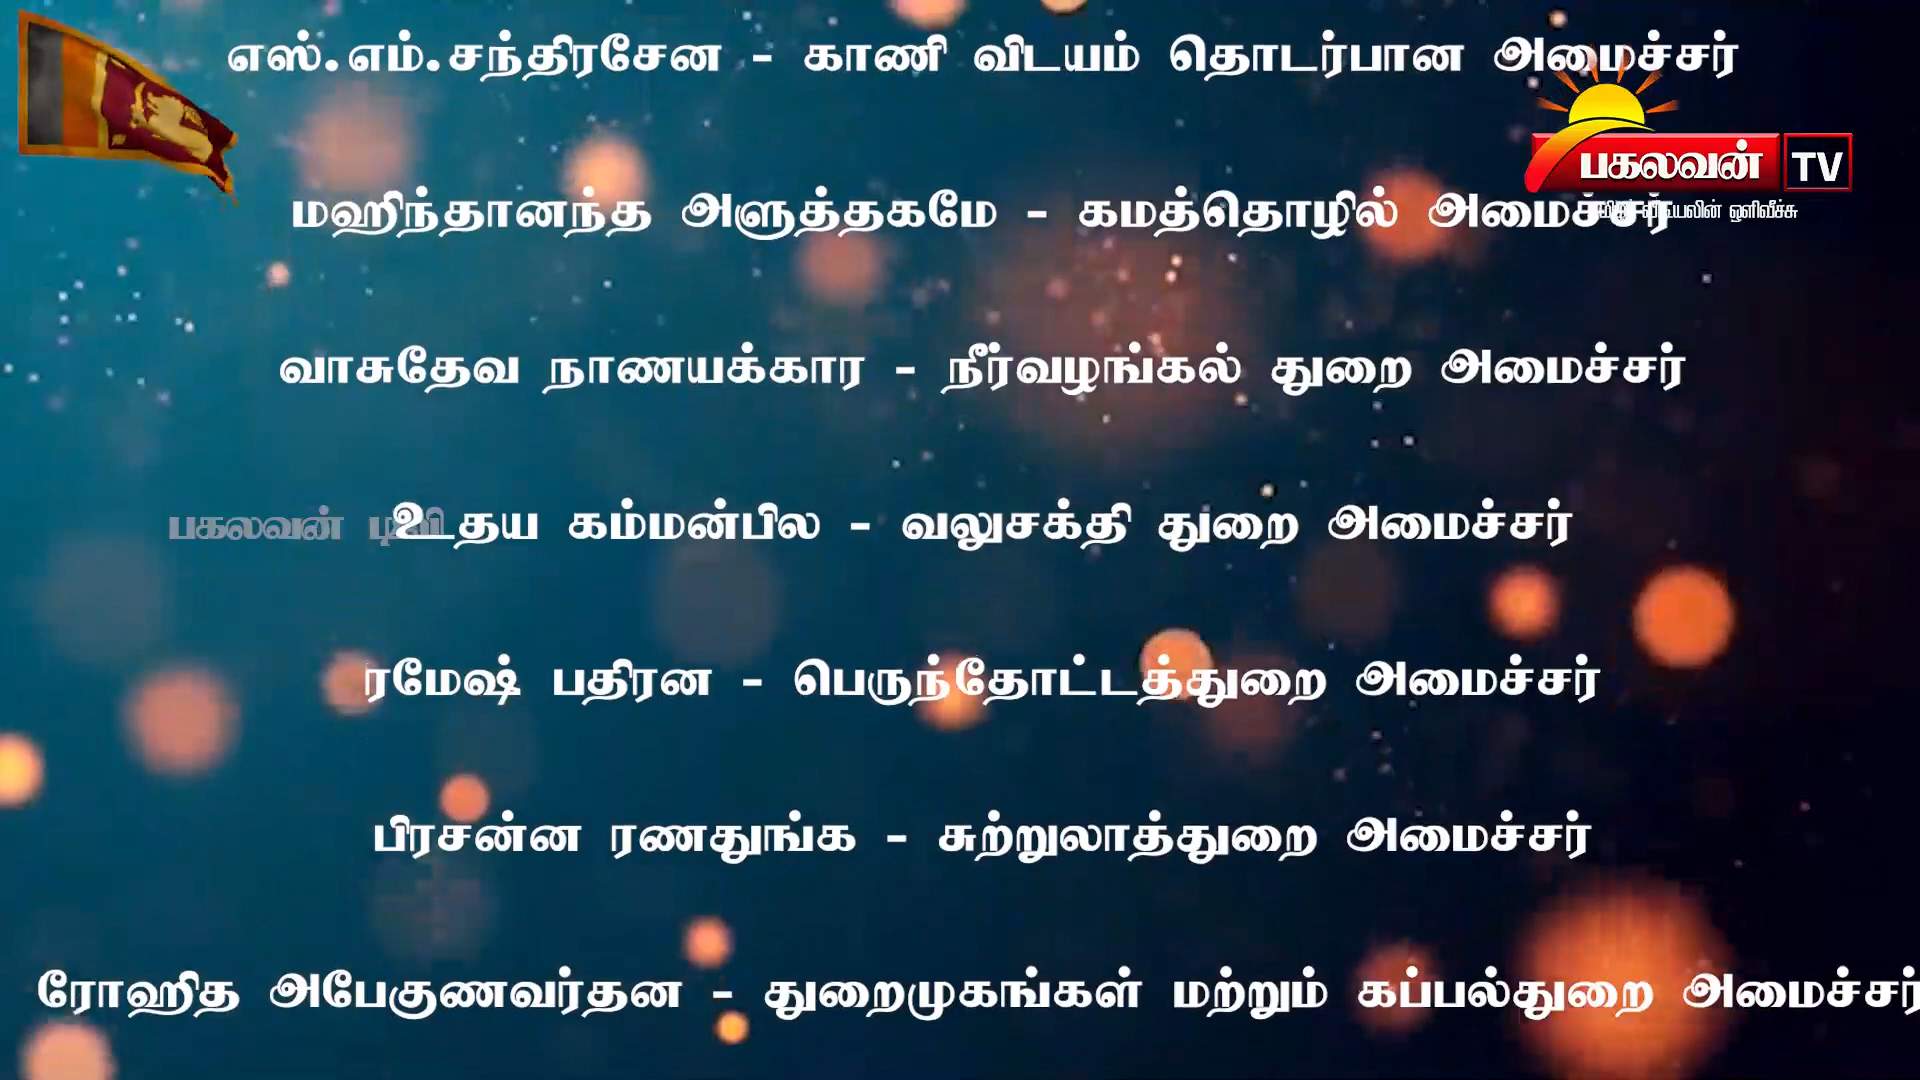 எஸ்.எம்.சந்திரசேன - காணி விடயம் தொடர்பான அமைச்சர்
பகலவன் TV
மஹிந்தானந்த அளுத்தகமே - கமத்தொழில் அமைச்சர்
ஒளிவீச்சு
வாசுதேவ நாணயக்கார - நீர்வழங்கல் துறை அமைச்சர்
பகலவன் டிவி
உதய கம்மன்பில - வலுசக்தி துறை அமைச்சர்
ரமேஷ் பதிரன - பெருந்தோட்டத்துறை அமைச்சர்
பிரசன்ன ரணதுங்க - சுற்றுலாத்துறை அமைச்சர்
ரோஹித அபேகுணவர்தன - துறைமுகங்கள் மற்றும் கப்பல்துறை அமைச்சர்